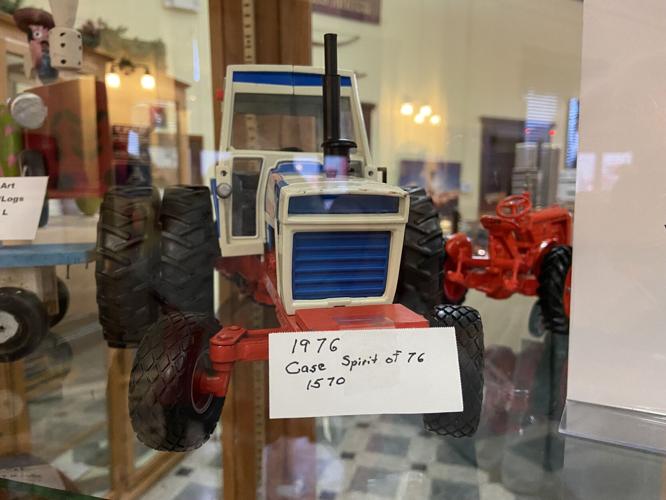 1976
Case Spirit of 76
1570
Art
/Logs
L